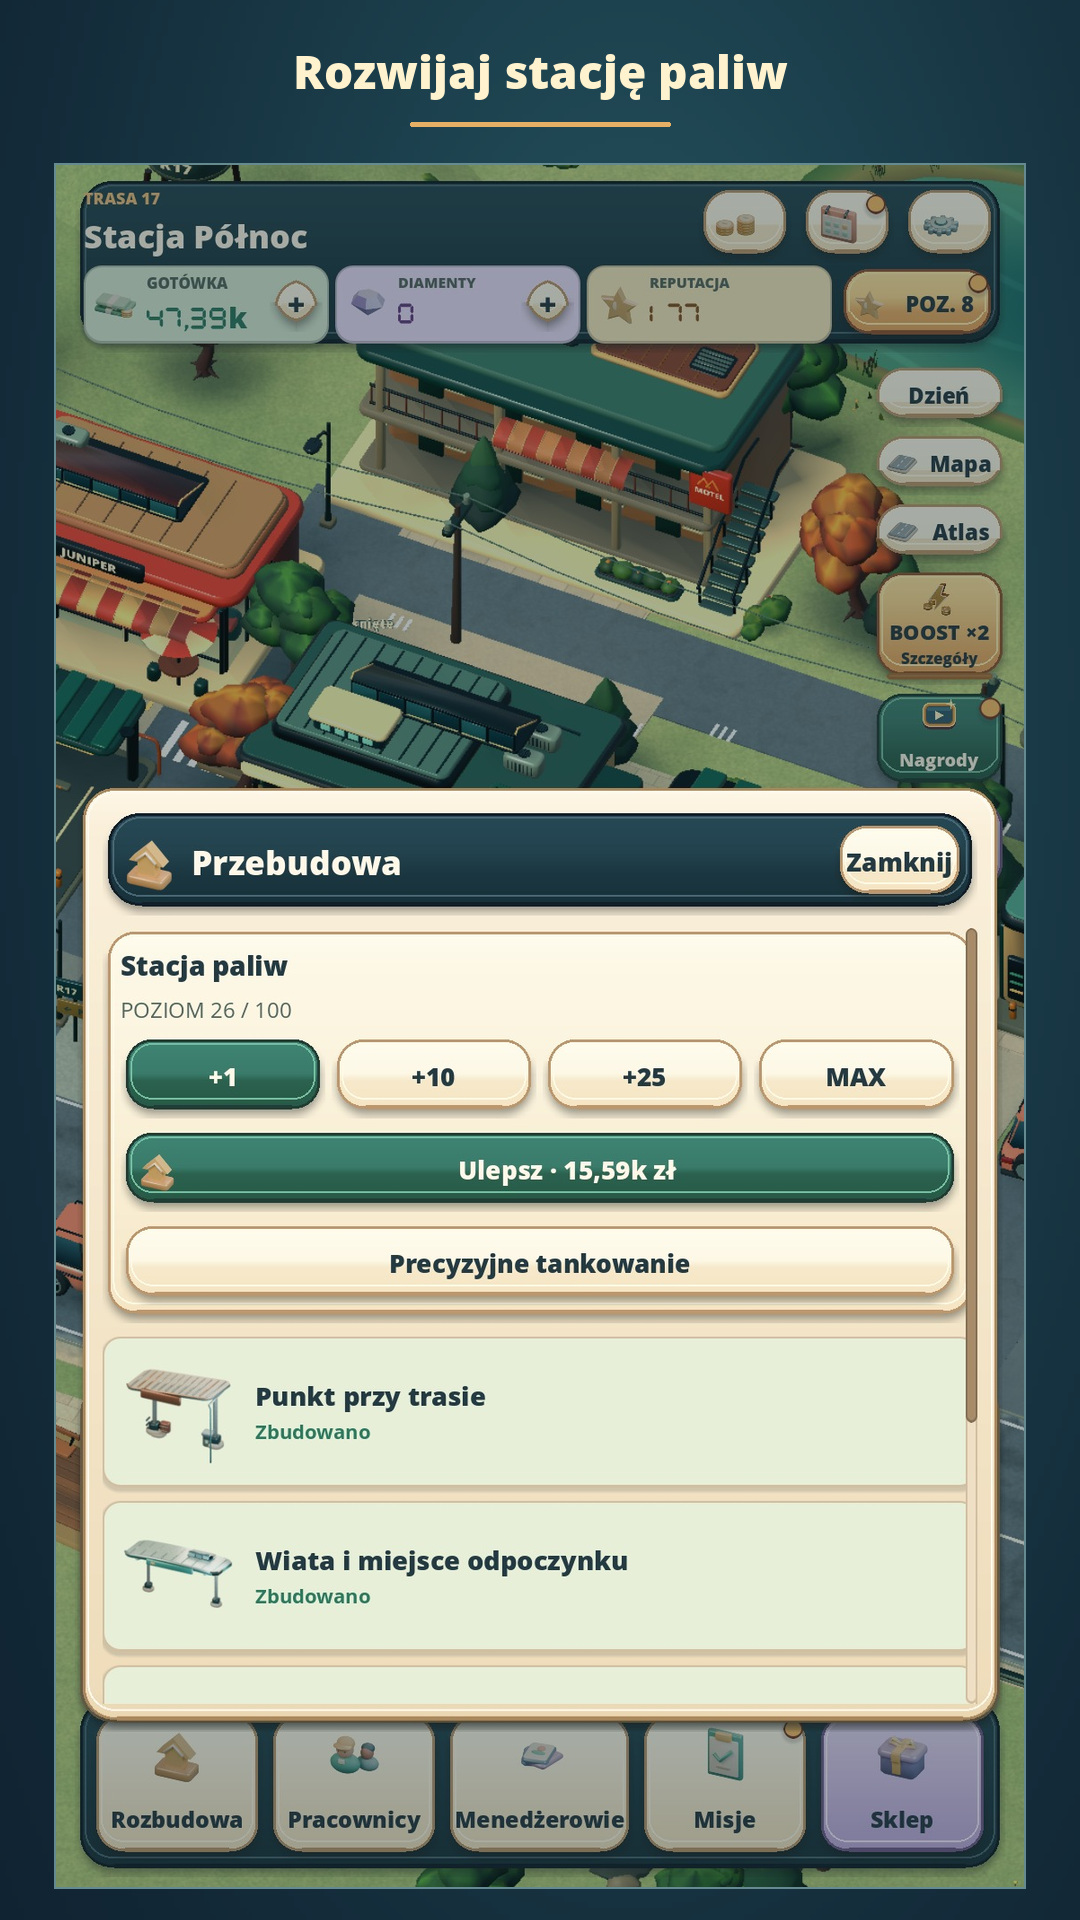 Rozwijaj stację paliw
R17
TRASA 17
Stacja Północ
GOTÓWKA
47,39k
+
DIAMENTY
0
+
REPUTACJA
177
POZ. 8
Dzień
Mapa
Atlas
BOOST ×2
Szczegóły
Nagrody
MOTEL
JUNIPER
Przebudowa
Zamknij
Stacja paliw
POZIOM 26 / 100
+1
+10
+25
MAX
Ulepsz · 15,59k zł
Precyzyjne tankowanie
R17
Punkt przy trasie
Zbudowano
Wiata i miejsce odpoczynku
Zbudowano
Rozbudowa
Pracownicy
Menedżerowie
Misje
Sklep